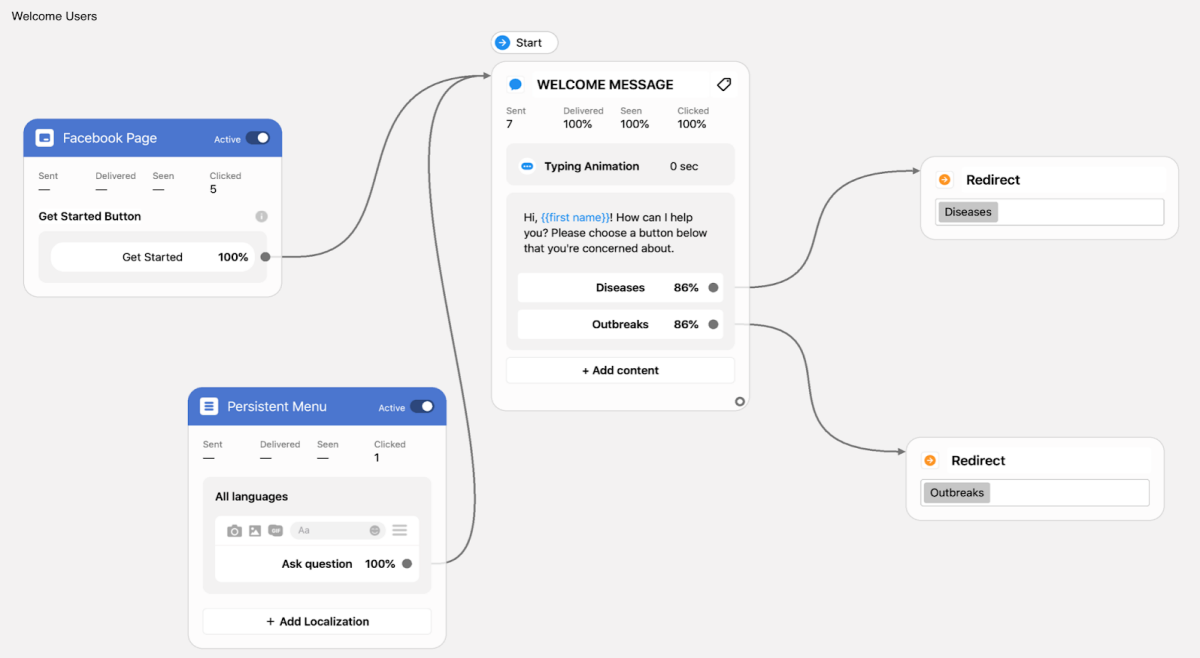 Welcome Users
Start
WELCOME MESSAGE
Sent Delivered Seen Clicked
7 100% 100% 100%
Typing Animation 0 sec
Hi, {{first name}}! How can I help
you? Please choose a button below
that you're concerned about.
Diseases 86%
Outbreaks 86%
+ Add content
Facebook Page Active
Sent Delivered Seen Clicked
— — — 5
Get Started Button
Get Started 100%
Persistent Menu Active
Sent Delivered Seen Clicked
— — — 1
All languages
GIF Aa
Ask question 100%
+ Add Localization
Redirect
Diseases
Redirect
Outbreaks